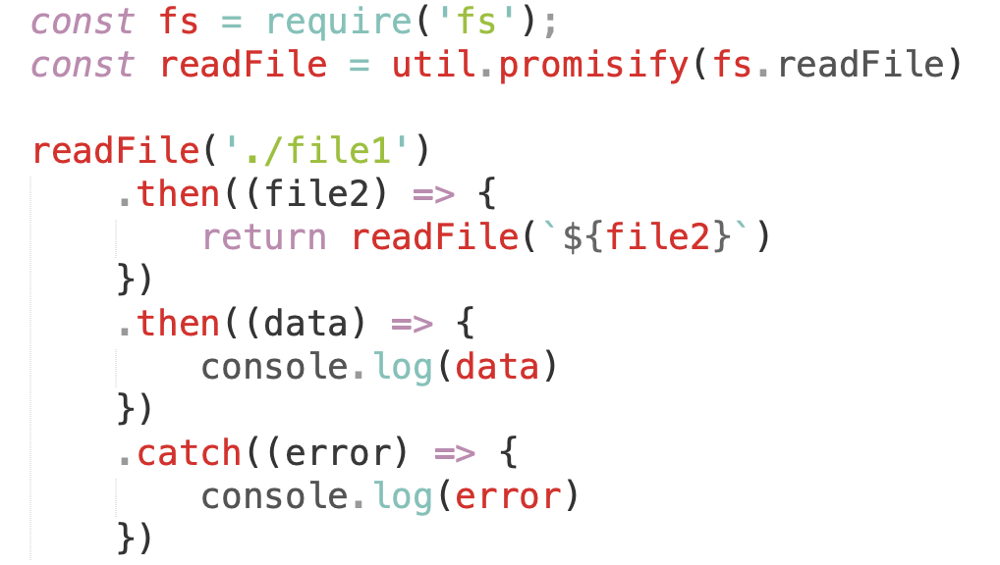 const fs = require('fs');
const readFile = util.promisify(fs.readFile)
readFile('./file1')
.then((file2) => {
return readFile(`${file2}`)
})
.then((data) => {
console.log(data)
})
.catch((error) => {
console.log(error)
})